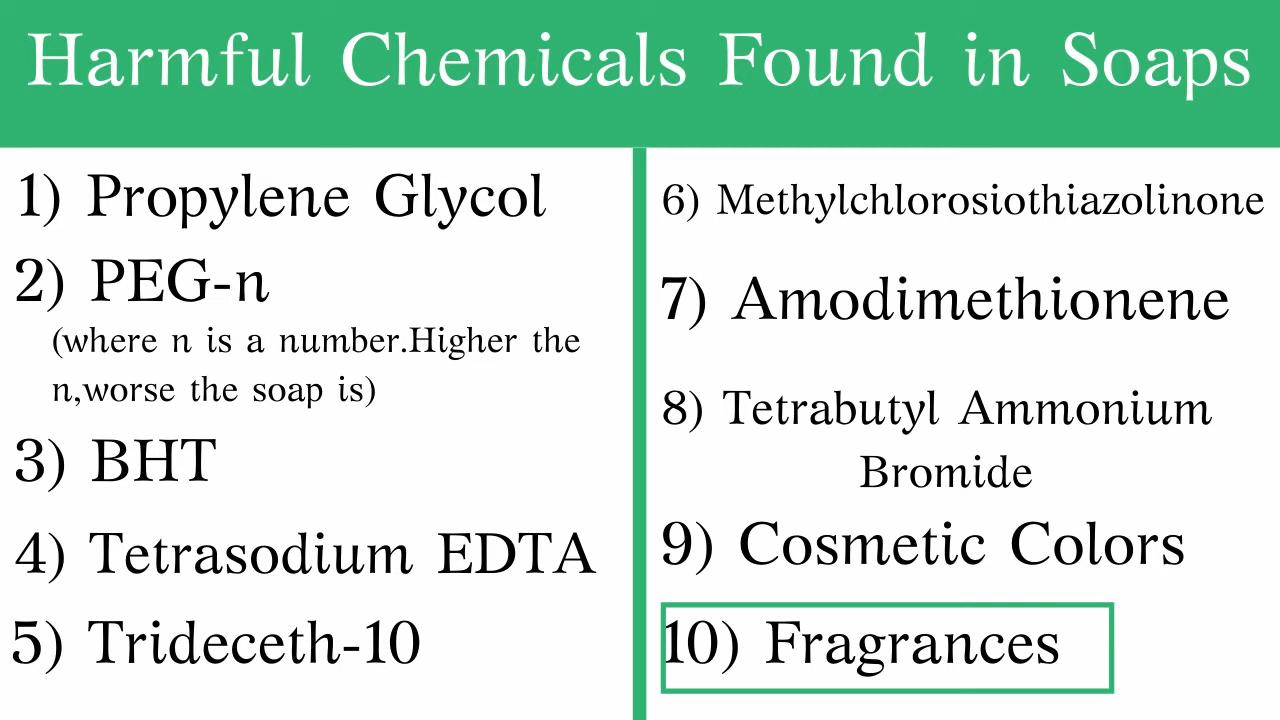 Harmful Chemicals Found in Soaps
1) Propylene Glycol
2) PEG-n
(where n is a number.Higher the
n,worse the soap is)
3) BHT
4) Tetrasodium EDTA
5) Trideceth-10
6) Methylchlorosiothiazolinone
7) Amodimethionene
8) Tetrabutyl Ammonium
Bromide
9) Cosmetic Colors
10) Fragrances